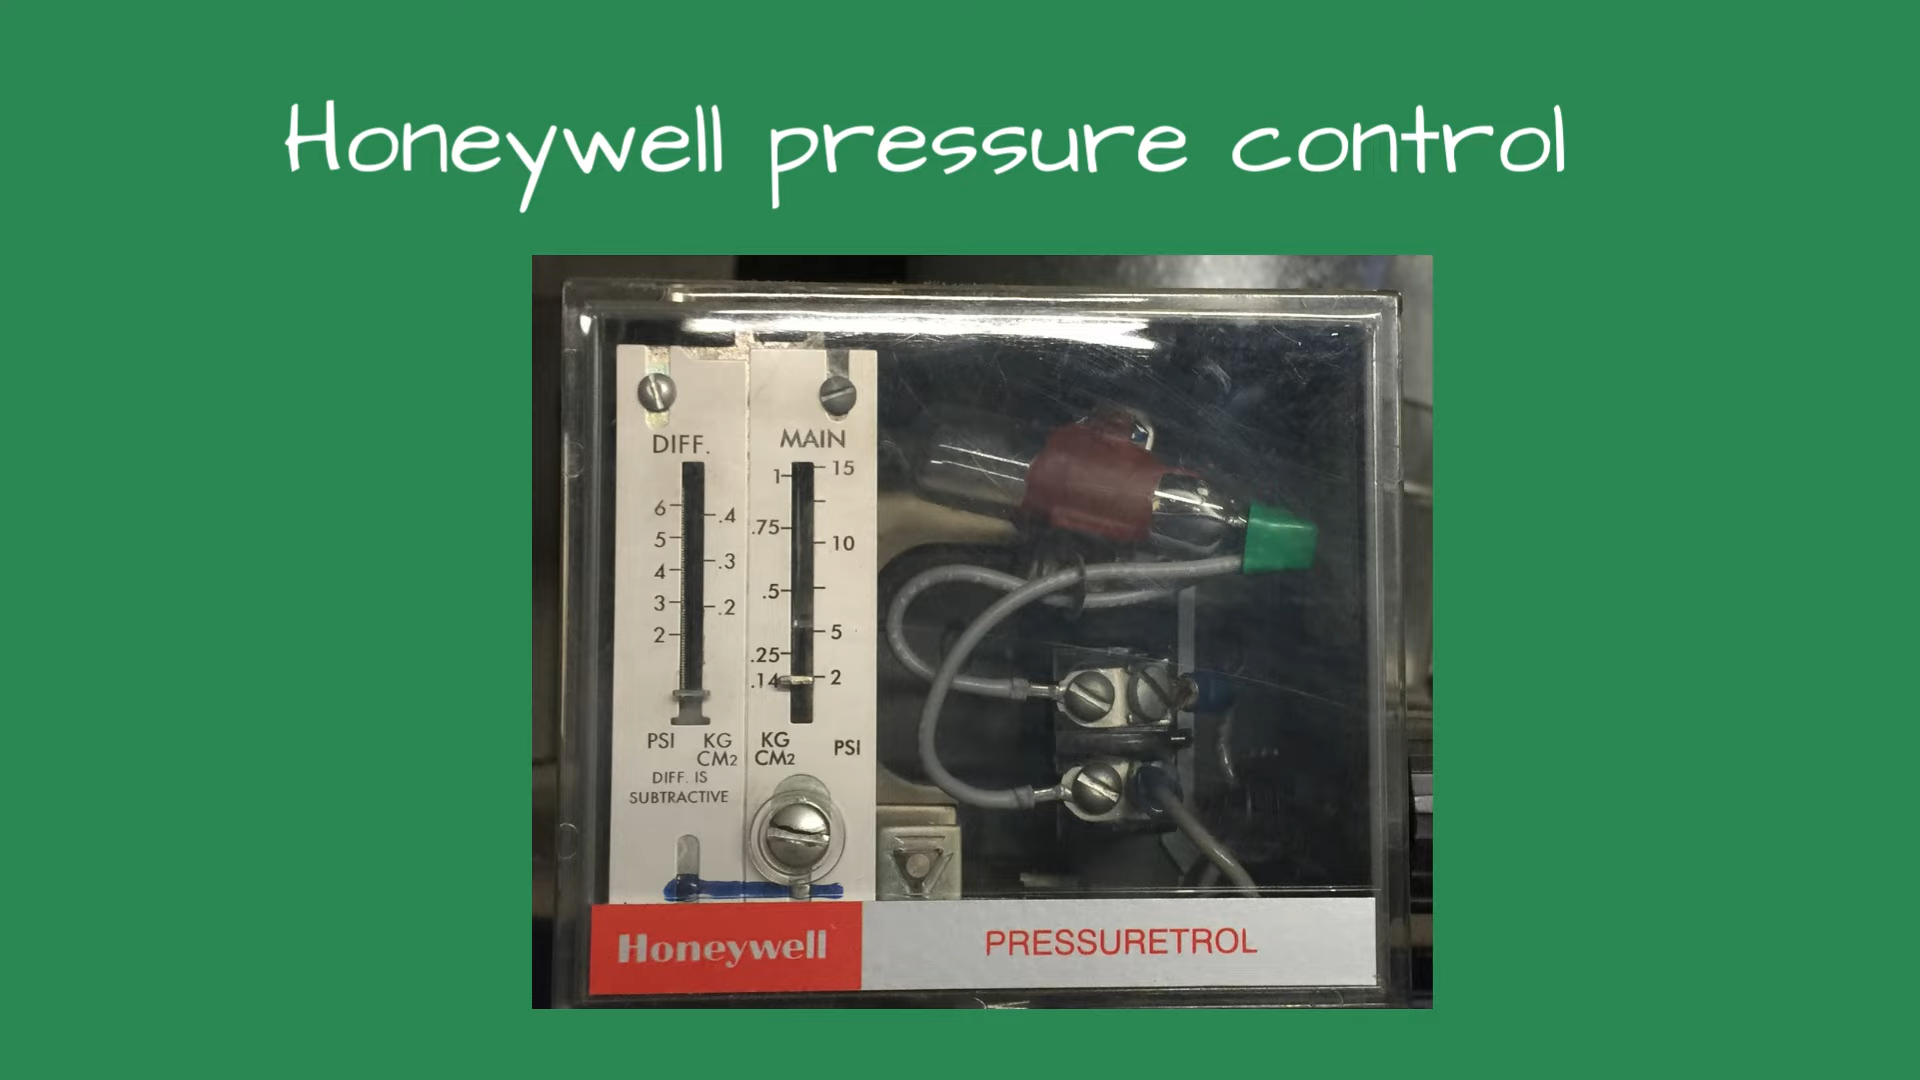 Honeywell pressure control
DIFF.
6
5
4
3
2
.4
.3
.2
PSI KG
CM2
DIFF. IS
SUBTRACTIVE
MAIN
1
.75
.5
.25
.14
15
10
5
2
KG
CM2
PSI
Honeywell PRESSURETROL